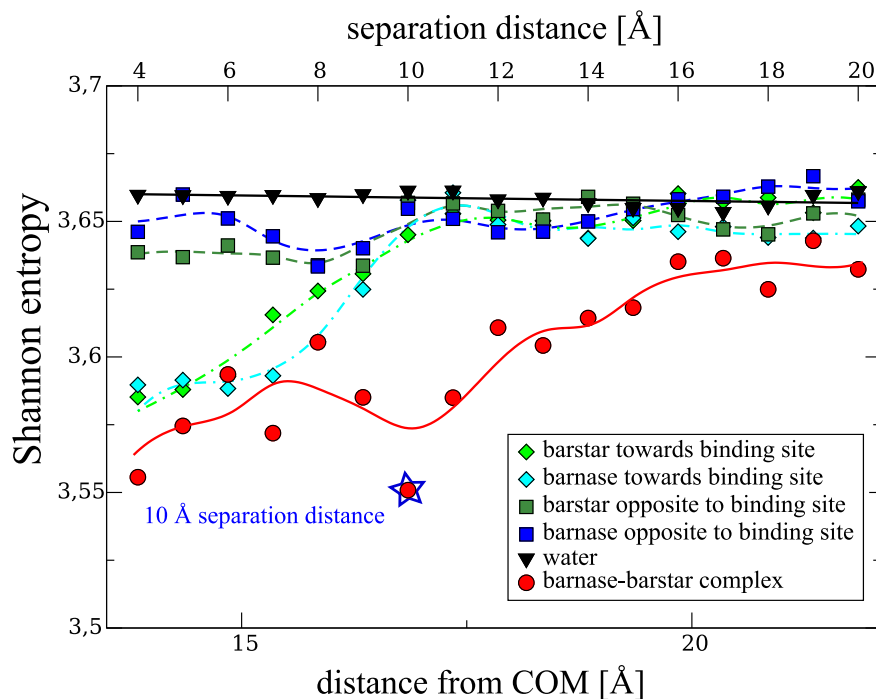 separation distance [Å]
4 6 8 10 12 14 16 18 20
3,7
3,65
3,6
3,55
3,5
Shannon entropy
10 Å separation distance
barstar towards binding site
barnase towards binding site
barstar opposite to binding site
barnase opposite to binding site
water
barnase-barstar complex
15 20
distance from COM [Å]